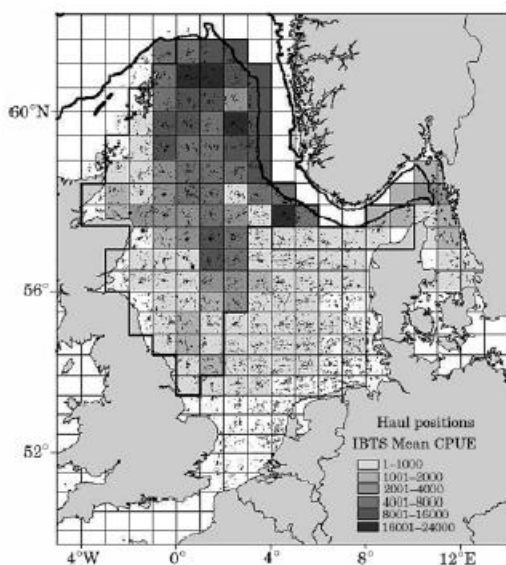 60°N
56°
52°
Haul positions
IBTS Mean CPUE
1–1000
1001–2000
2001–4000
4001–8000
8001–16000
16001–24000
4°W 0° 4° 8° 12°E